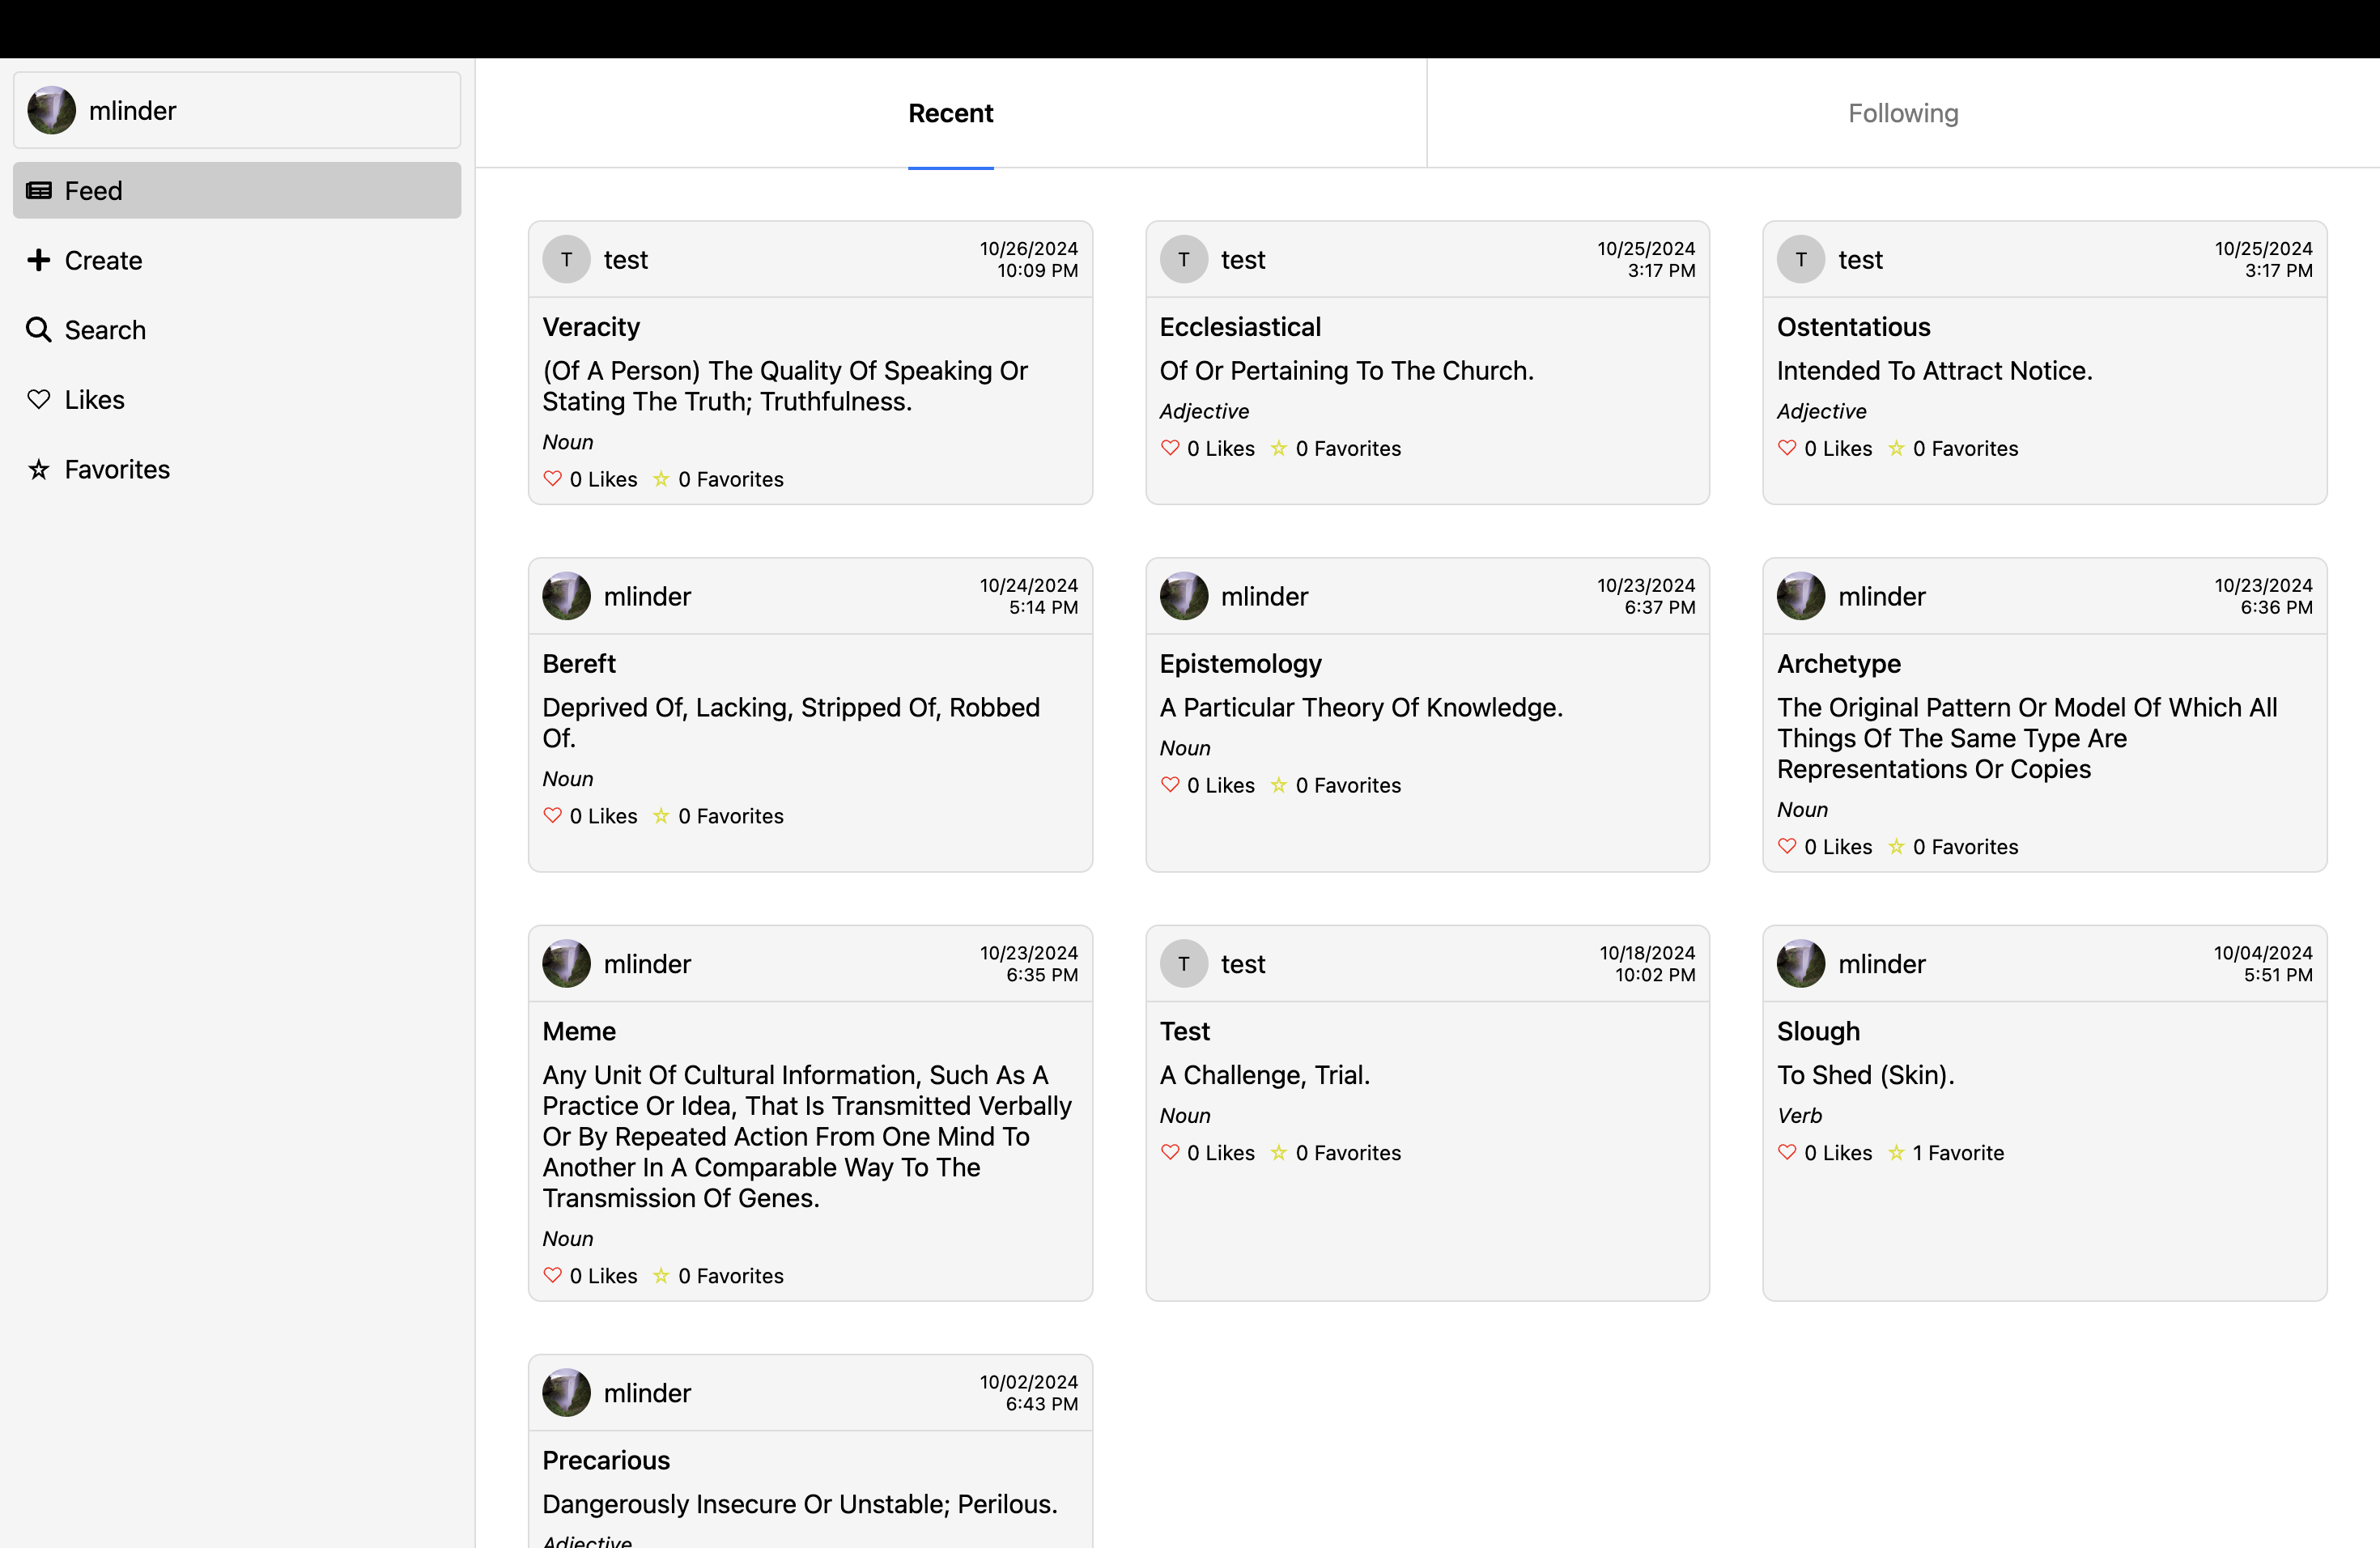 mlinder
Feed
Create
Search
Likes
Favorites
Recent
Following
T
test
10/26/2024
10:09 PM
Veracity
(Of A Person) The Quality Of Speaking Or
Stating The Truth; Truthfulness.
Noun
0 Likes 0 Favorites
T
test
10/25/2024
3:17 PM
Ecclesiastical
Of Or Pertaining To The Church.
Adjective
0 Likes 0 Favorites
T
test
10/25/2024
3:17 PM
Ostentatious
Intended To Attract Notice.
Adjective
0 Likes 0 Favorites
mlinder
10/24/2024
5:14 PM
Bereft
Deprived Of, Lacking, Stripped Of, Robbed
Of.
Noun
0 Likes 0 Favorites
mlinder
10/23/2024
6:37 PM
Epistemology
A Particular Theory Of Knowledge.
Noun
0 Likes 0 Favorites
mlinder
10/23/2024
6:36 PM
Archetype
The Original Pattern Or Model Of Which All
Things Of The Same Type Are
Representations Or Copies
Noun
0 Likes 0 Favorites
mlinder
10/23/2024
6:35 PM
Meme
Any Unit Of Cultural Information, Such As A
Practice Or Idea, That Is Transmitted Verbally
Or By Repeated Action From One Mind To
Another In A Comparable Way To The
Transmission Of Genes.
Noun
0 Likes 0 Favorites
T
test
10/18/2024
10:02 PM
Test
A Challenge, Trial.
Noun
0 Likes 0 Favorites
mlinder
10/04/2024
5:51 PM
Slough
To Shed (Skin).
Verb
0 Likes 1 Favorite
mlinder
10/02/2024
6:43 PM
Precarious
Dangerously Insecure Or Unstable; Perilous.
Adjective